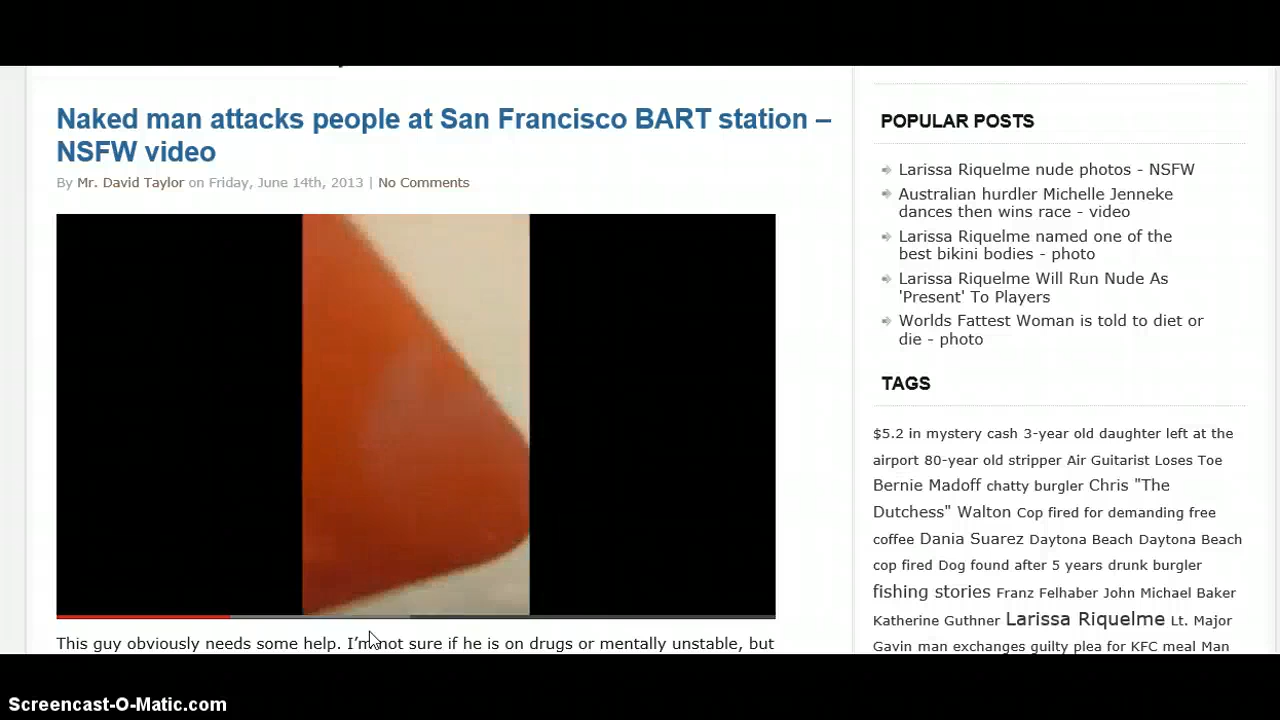 Naked man attacks people at San Francisco BART station –
NSFW video
By Mr. David Taylor on Friday, June 14th, 2013 | No Comments
This guy obviously needs some help. I'm not sure if he is on drugs or mentally unstable, but
POPULAR POSTS
Larissa Riquelme nude photos - NSFW
Australian hurdler Michelle Jenneke
dances then wins race - video
Larissa Riquelme named one of the
best bikini bodies - photo
Larissa Riquelme Will Run Nude As
'Present' To Players
Worlds Fattest Woman is told to diet or
die - photo
TAGS
$5.2 in mystery cash 3-year old daughter left at the
airport 80-year old stripper Air Guitarist Loses Toe
Bernie Madoff chatty burgler Chris "The
Dutchess" Walton Cop fired for demanding free
coffee Dania Suarez Daytona Beach Daytona Beach
cop fired Dog found after 5 years drunk burgler
fishing stories Franz Felhaber John Michael Baker
Katherine Guthner Larissa Riquelme Lt. Major
Gavin man exchanges guilty plea for KFC meal Man
Screencast-O-Matic.com